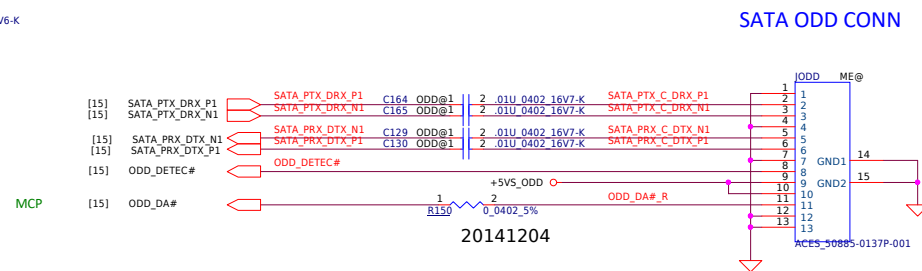 V6-K
SATA ODD CONN
JODD ME@
[15] SATA_PTX_DRX_P1 SATA_PTX_DRX_P1 C164 ODD@1 2 .01U_0402_16V7-K SATA_PTX_C_DRX_P1
[15] SATA_PTX_DRX_N1 SATA_PTX_DRX_N1 C165 ODD@1 2 .01U_0402_16V7-K SATA_PTX_C_DRX_N1
[15] SATA_PRX_DTX_N1 SATA_PRX_DTX_N1 C129 ODD@1 2 .01U_0402_16V7-K SATA_PRX_C_DTX_N1
[15] SATA_PRX_DTX_P1 SATA_PRX_DTX_P1 C130 ODD@1 2 .01U_0402_16V7-K SATA_PRX_C_DTX_P1
[15] ODD_DETEC# ODD_DETEC#
+5VS_ODD
MCP [15] ODD_DA# 1 2 ODD_DA#_R
R150 0_0402_5%
20141204
1 1
2 2
3 3
4 4
5 5
6 6
7 7
8 8
9 9
10 10
11 11
12 12
13 13
GND1 14
GND2 15
ACES_50885-0137P-001